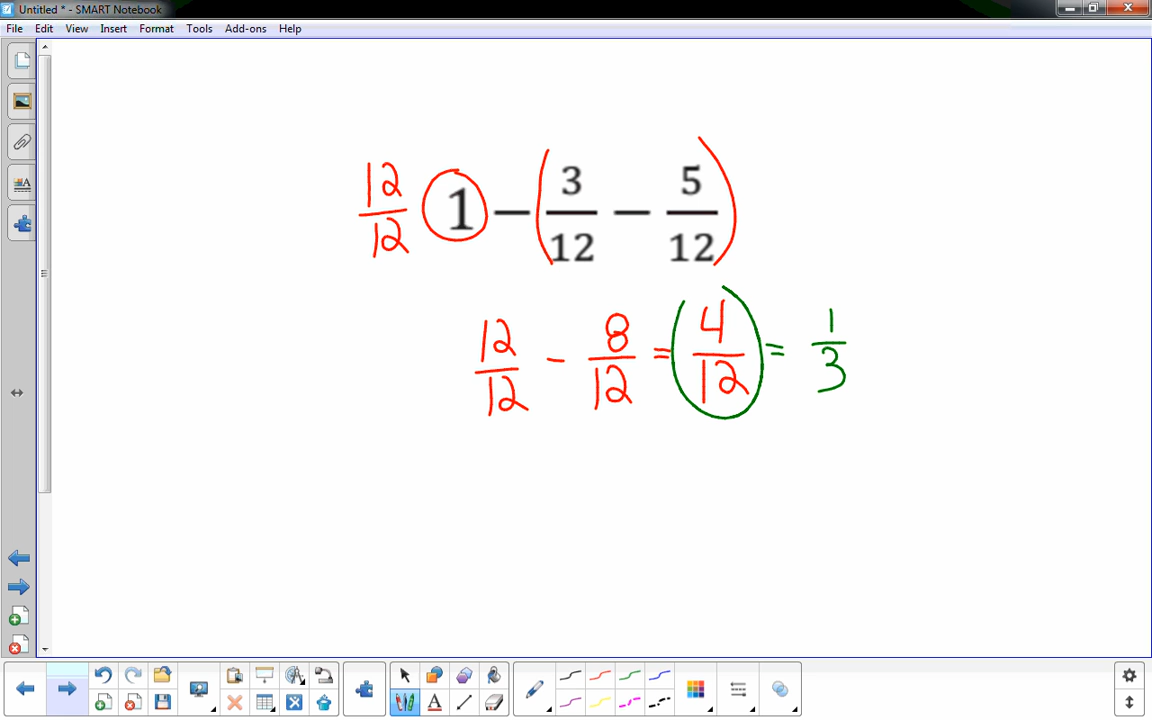 Untitled * - SMART Notebook
File Edit View Insert Format Tools Add-ons Help
12/12 1 − (3/12 − 5/12)
12/12 − 8/12 = 4/12 = 1/3
A